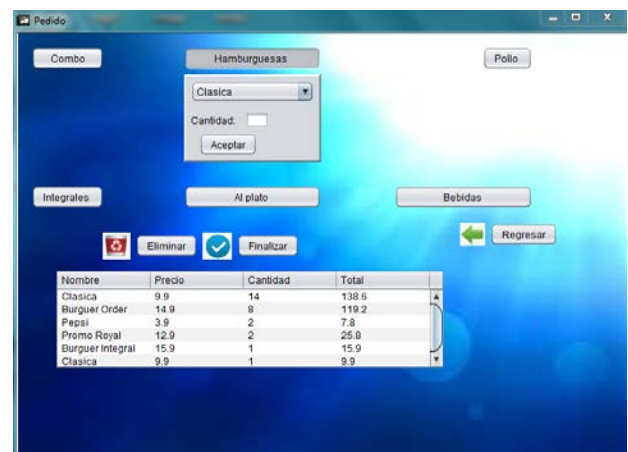 Pedido
Combo Hamburguesas Pollo
Clasica
Cantidad:
Aceptar
Integrales Al plato Bebidas
Eliminar Finalizar Regresar
Nombre Precio Cantidad Total
Clasica 9.9 14 138.6
Burguer Order 14.9 8 119.2
Pepsi 3.9 2 7.8
Promo Royal 12.9 2 25.8
Burguer Integral 15.9 1 15.9
Clasica 9.9 1 9.9